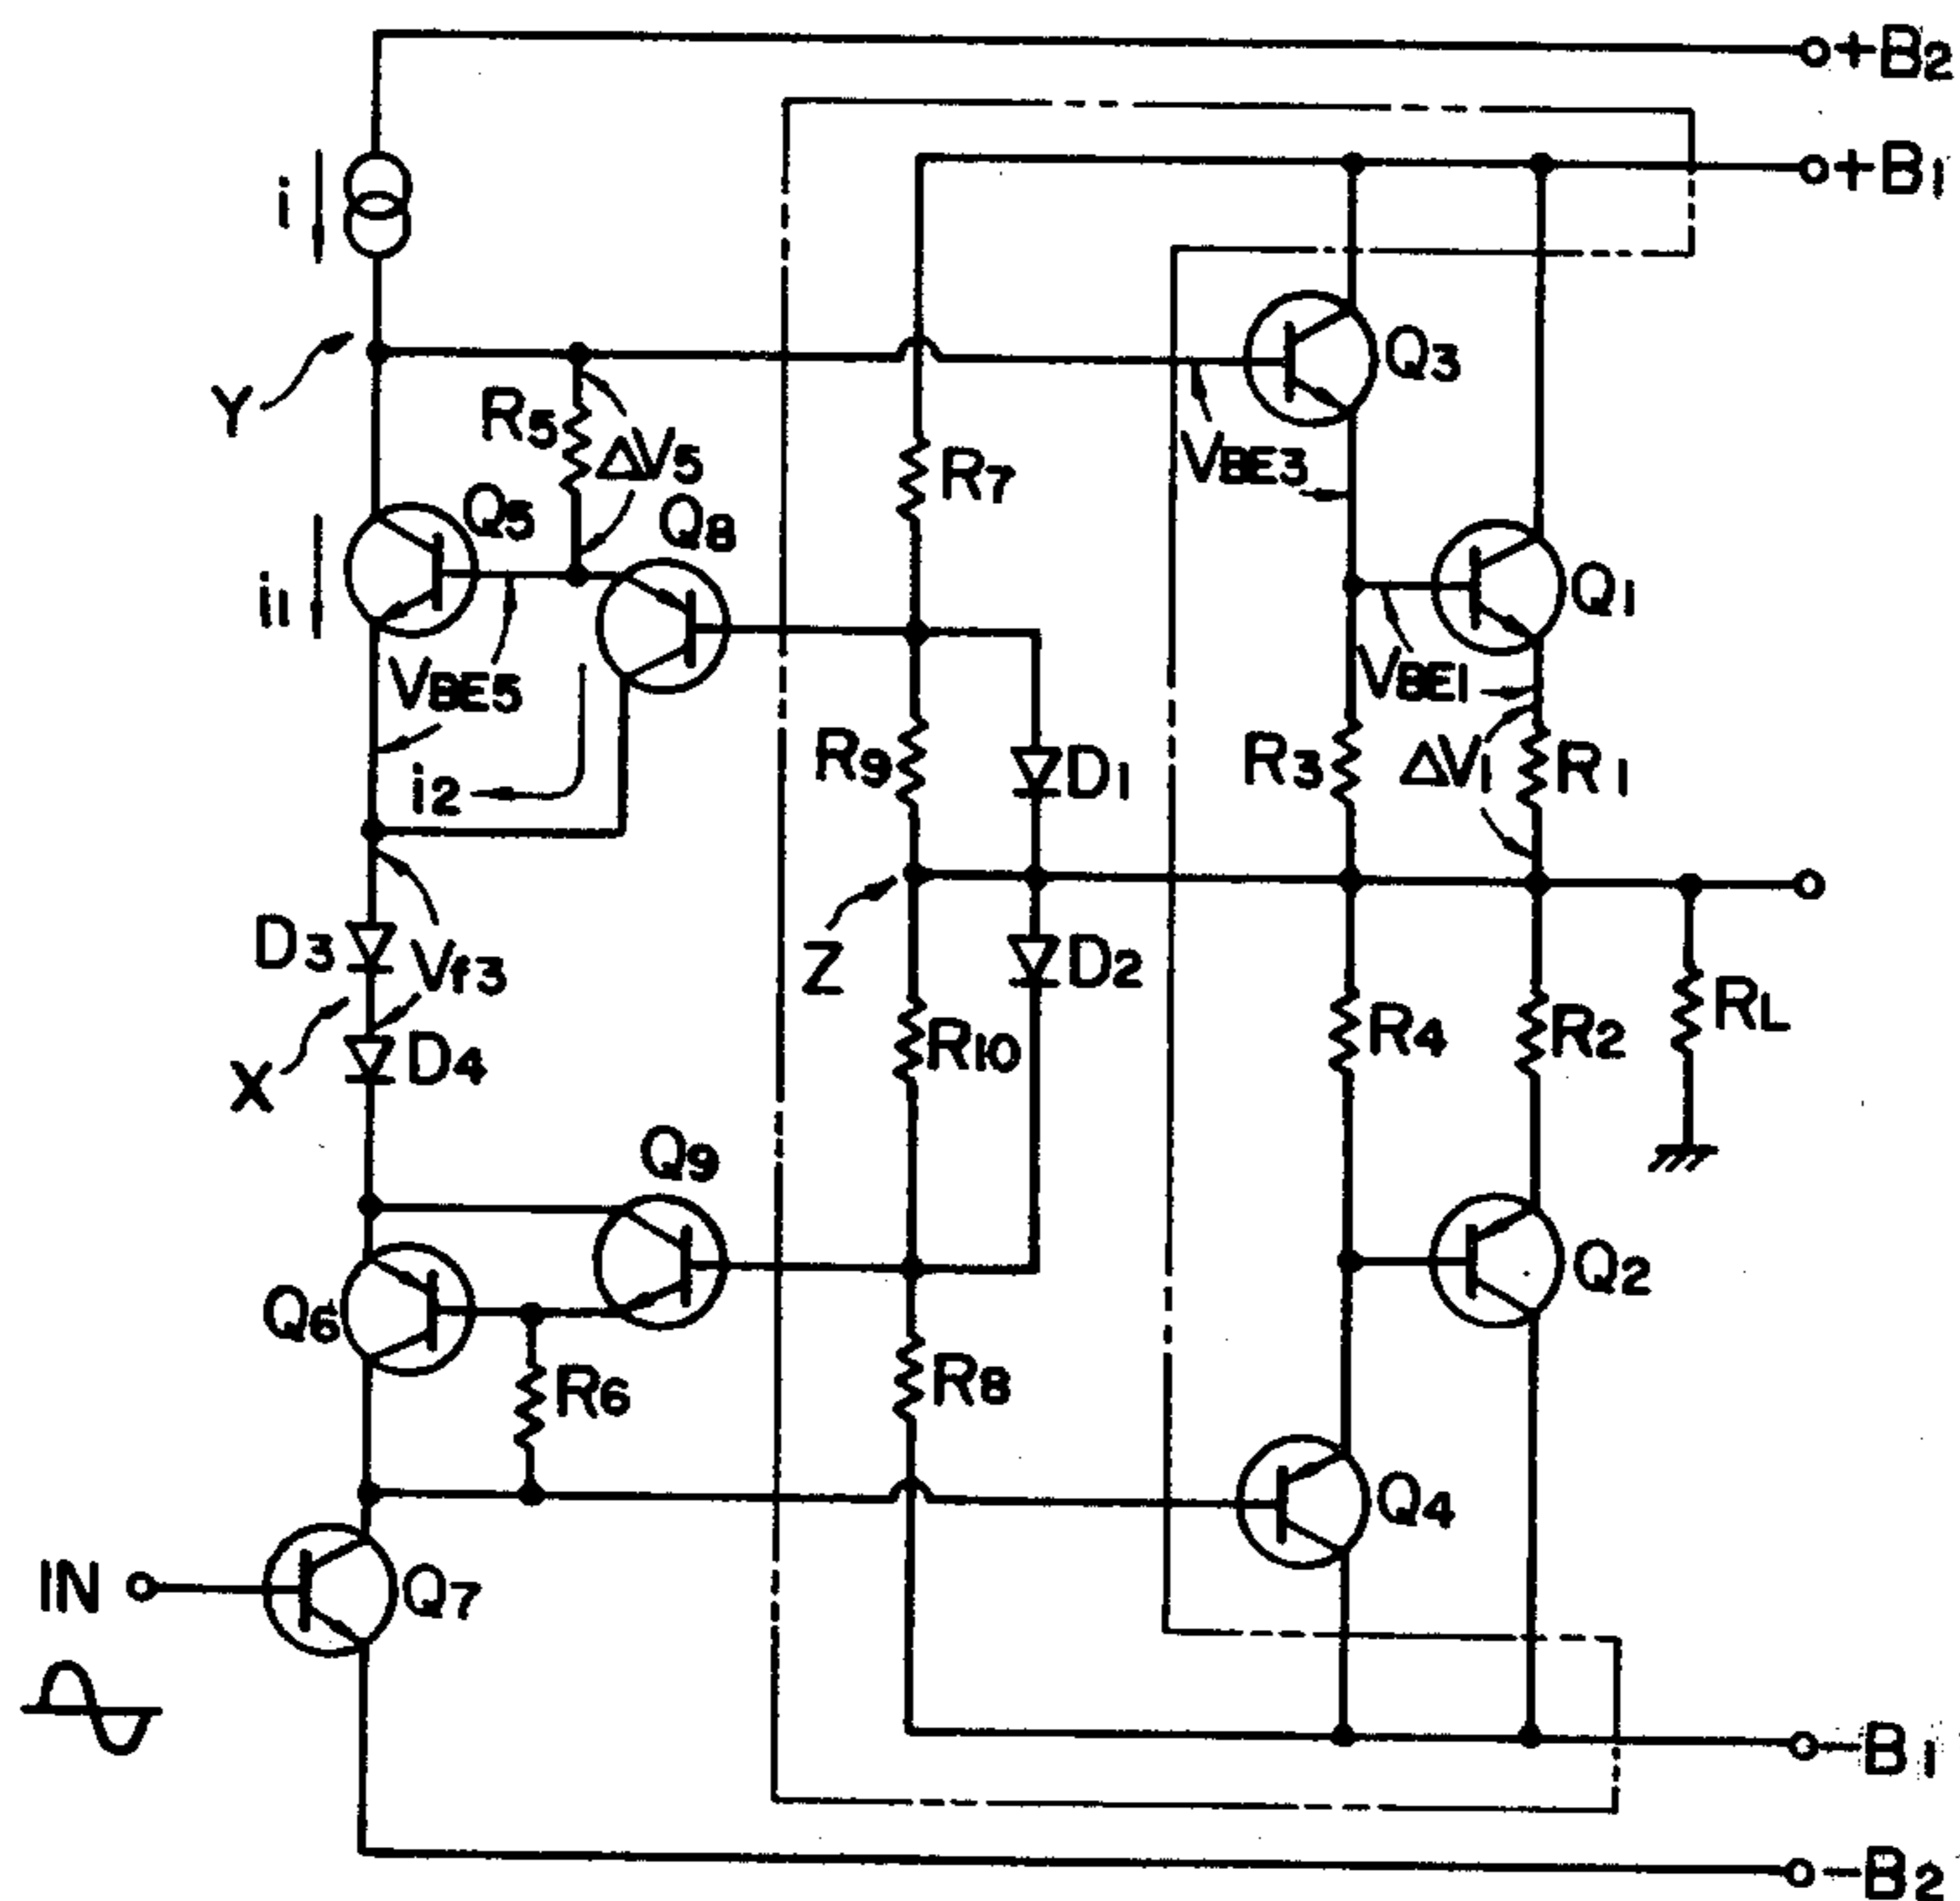 +B2
+B1
i
Y
R5
ΔV5
Q3
VBE3
R7
Q5
Q8
i1
Q1
VBE5
VBE1
i2
R9
D1
R3
ΔV1
R1
D3
Vf3
Z
D2
X
D4
R10
R4
R2
RL
Q9
Q6
Q2
R6
R8
Q4
IN
Q7
-B1
-B2